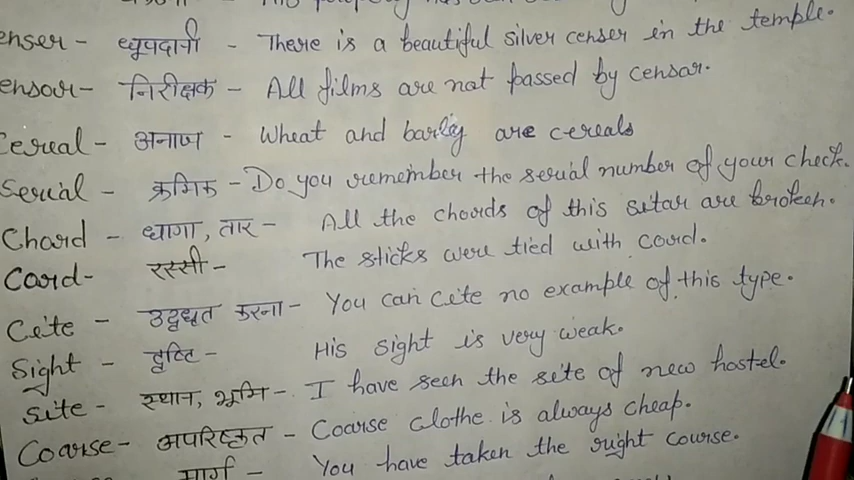 enser - धूपदानी - There is a beautiful silver censer in the temple.
ensor - निरीक्षक - All films are not passed by censar.
Cereal - अनाज - Wheat and barley are cereals
Serial - क्रमिक - Do you remember the serial number of your check.
Chord - धागा, तार - All the chords of this sitar are broken.
Cord - रस्सी - The sticks were tied with cord.
Cite - उद्धृत करना - You can cite no example of this type.
Sight - दृष्टि - His sight is very weak.
Site - स्थान, भूमि - I have seen the site of new hostel.
Coarse - अपरिष्कृत - Coarse clothe is always cheap.
मार्ग - You have taken the right course.